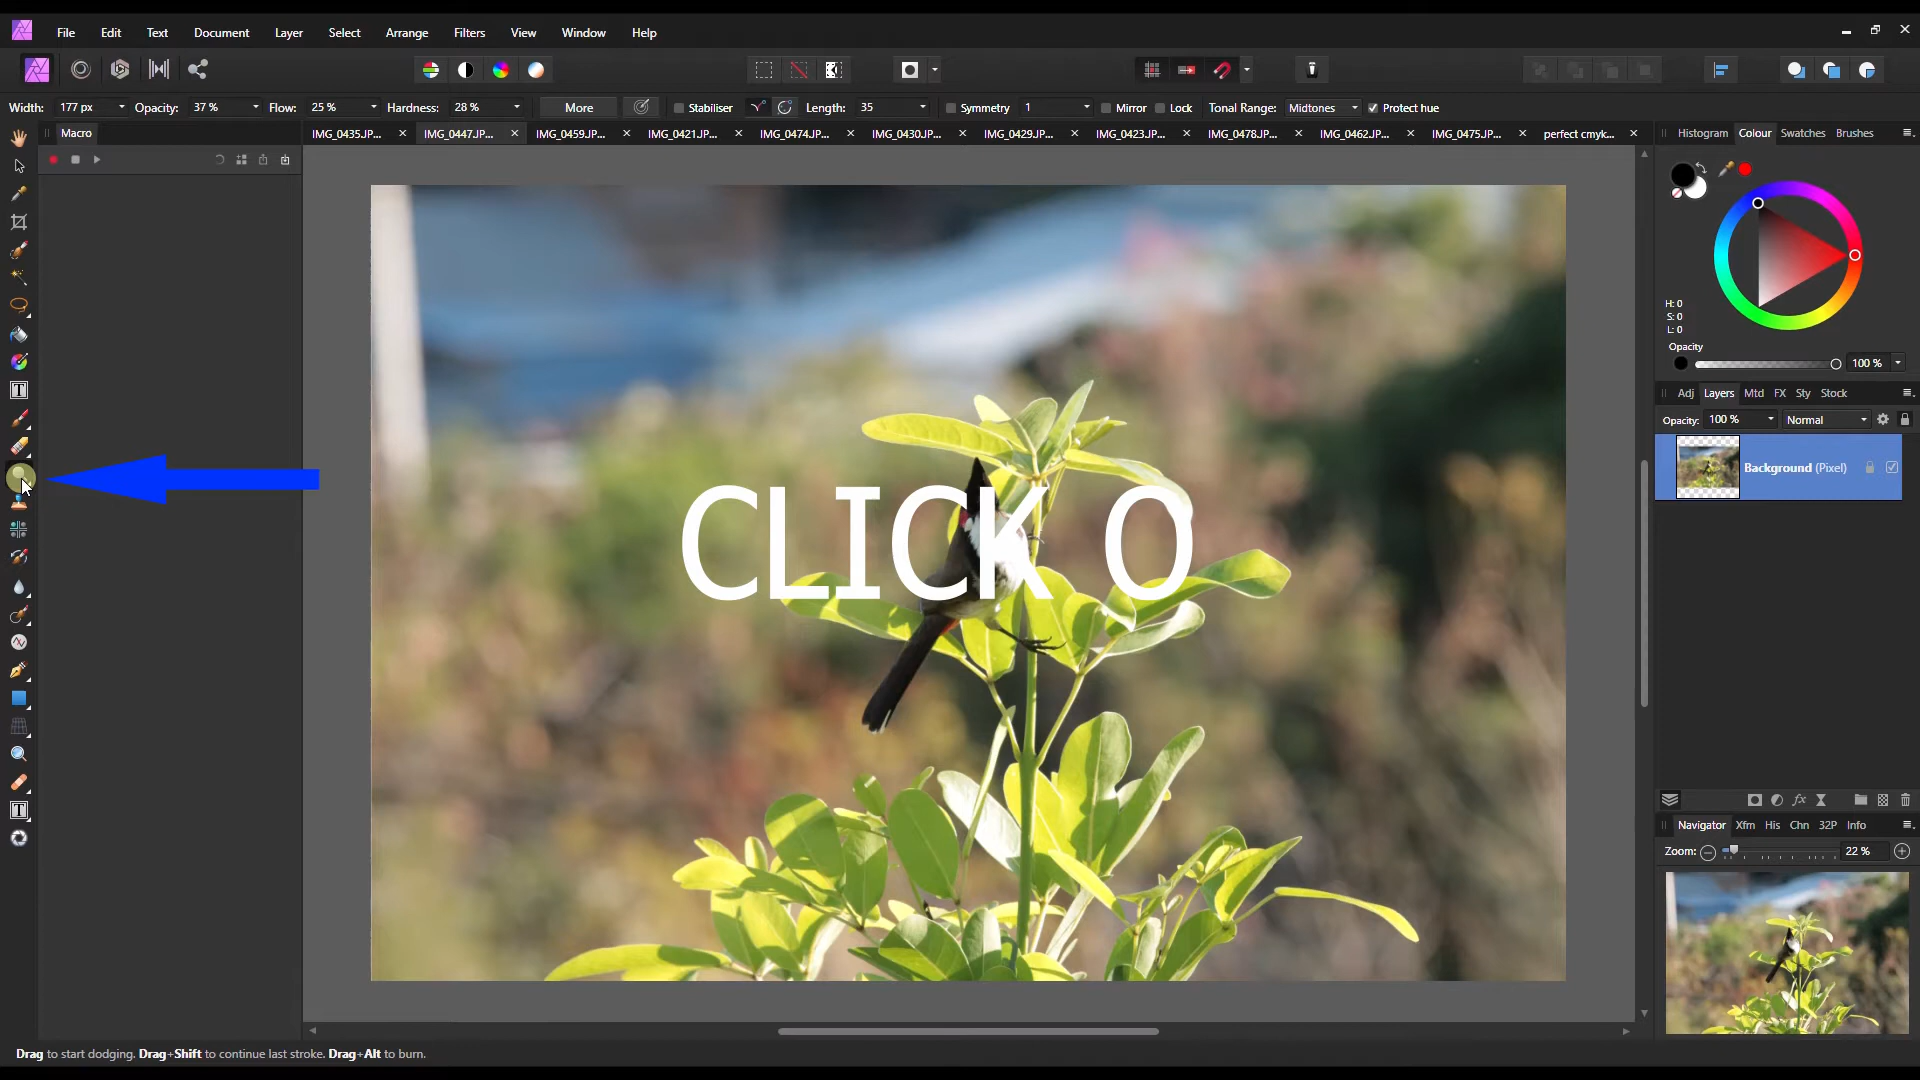 File Edit Text Document Layer Select Arrange Filters View Window Help
Width: 177 px Opacity: 37 % Flow: 25 % Hardness: 28 % More Stabiliser Length: 35 Symmetry 1 Mirror Lock Tonal Range: Midtones Protect hue
Macro
IMG_0435.JP... IMG_0447.JP... IMG_0459.JP... IMG_0421.JP... IMG_0474.JP... IMG_0430.JP... IMG_0429.JP... IMG_0423.JP... IMG_0478.JP... IMG_0462.JP... IMG_0475.JP... perfect cmyk...
Histogram Colour Swatches Brushes
H: 0
S: 0
L: 0
Opacity
100 %
Adj Layers Mtd FX Sty Stock
Opacity: 100 % Normal
Background (Pixel)
CLICK O
Navigator Xfm His Chn 32P Info
Zoom: 22 %
Drag to start dodging. Drag+Shift to continue last stroke. Drag+Alt to burn.